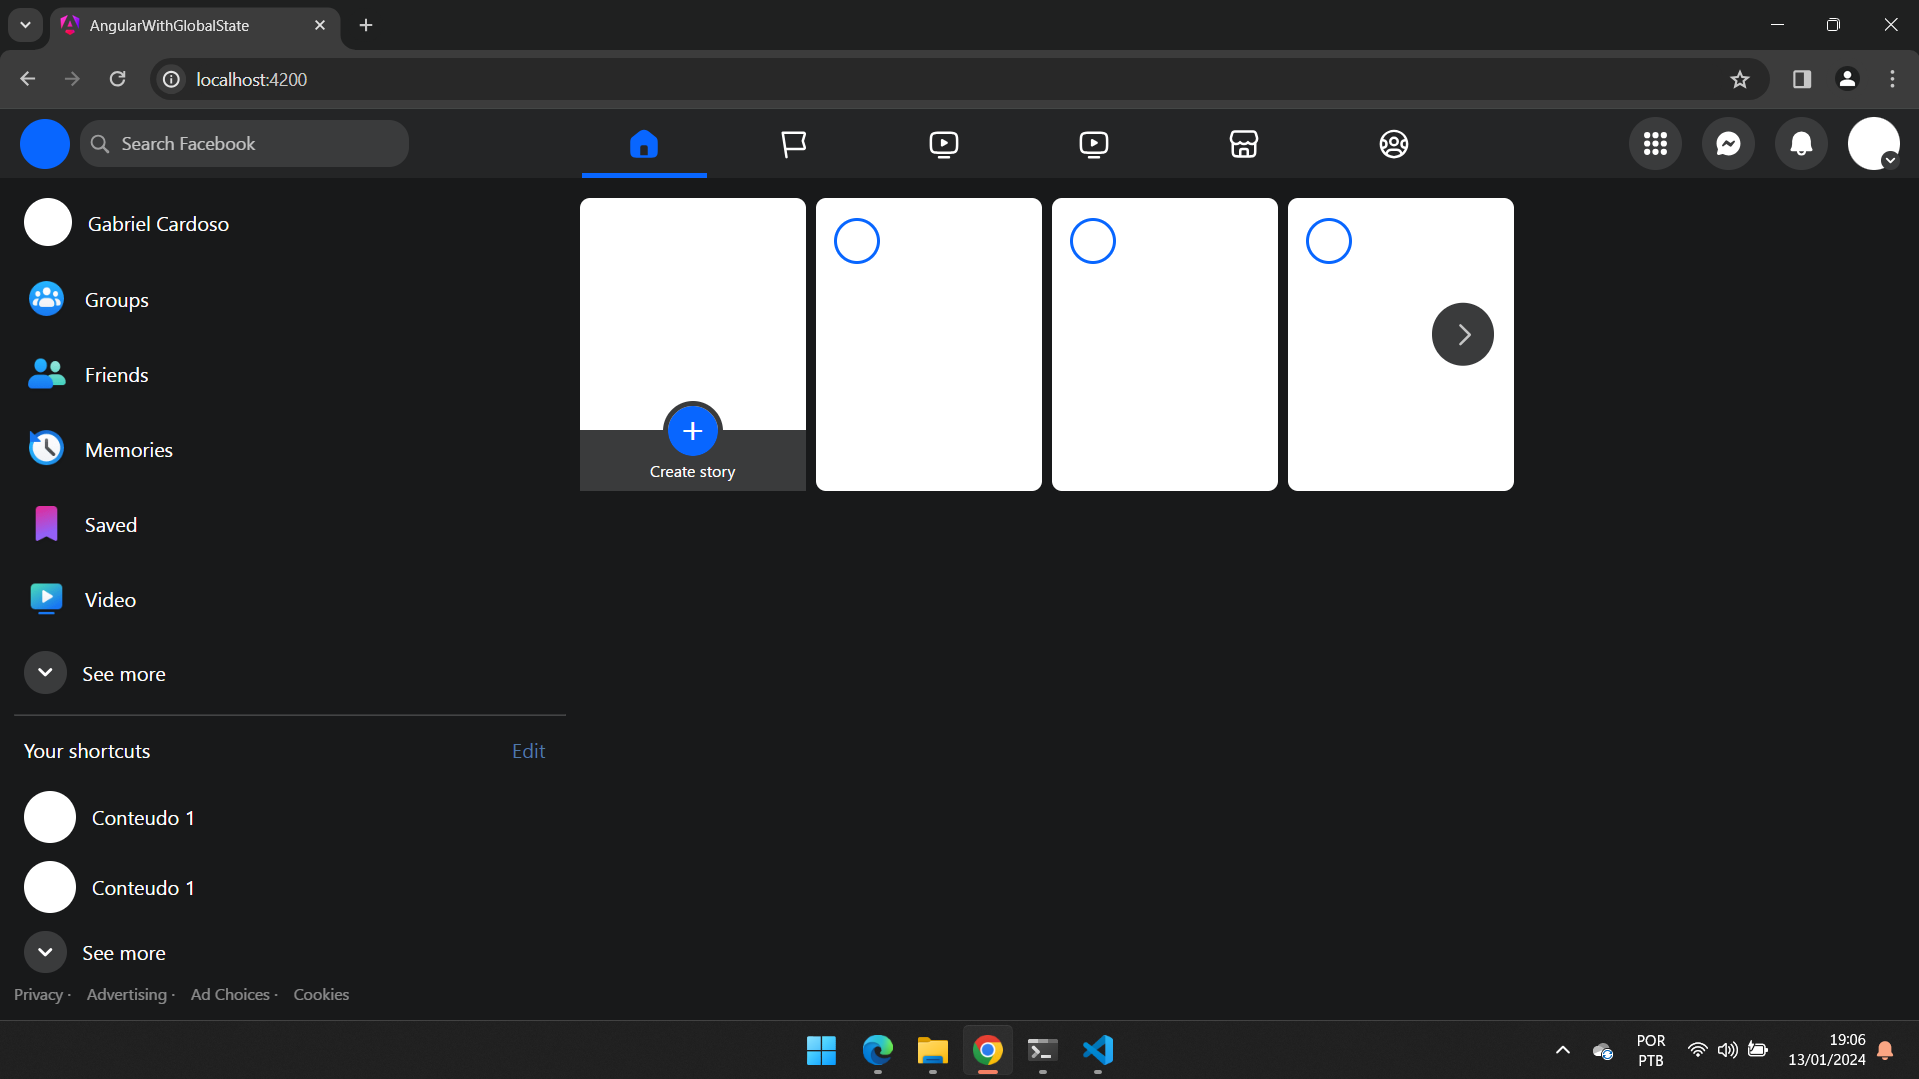 AngularWithGlobalState
localhost:4200
Search Facebook
Gabriel Cardoso
Groups
Friends
Memories
Saved
Video
See more
Your shortcuts Edit
Conteudo 1
Conteudo 1
See more
Privacy · Advertising · Ad Choices · Cookies
Create story
POR
PTB
19:06
13/01/2024